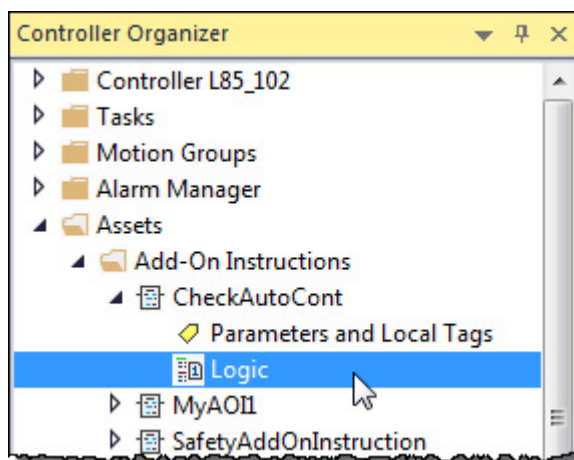 Controller Organizer
Controller L85_102
Tasks
Motion Groups
Alarm Manager
Assets
Add-On Instructions
CheckAutoCont
Parameters and Local Tags
Logic
MyAOI1
SafetyAddOnInstruction